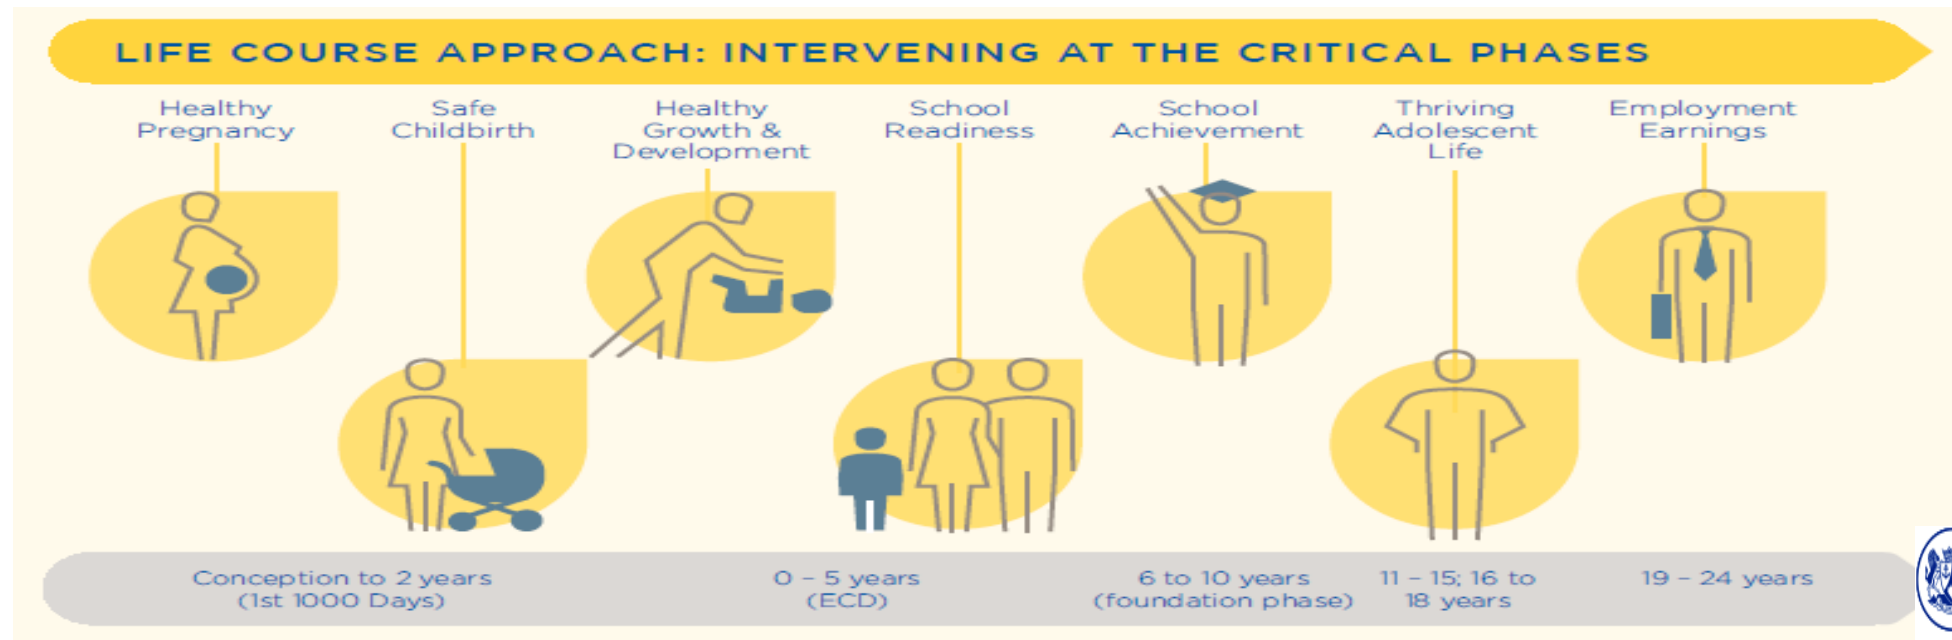 LIFE COURSE APPROACH: INTERVENING AT THE CRITICAL PHASES
Healthy
Pregnancy
Safe
Childbirth
Healthy
Growth &
Development
School
Readiness
School
Achievement
Thriving
Adolescent
Life
Employment
Earnings
Conception to 2 years
(1st 1000 Days)
0 – 5 years
(ECD)
6 to 10 years
(foundation phase)
11 – 15; 16 to
18 years
19 – 24 years